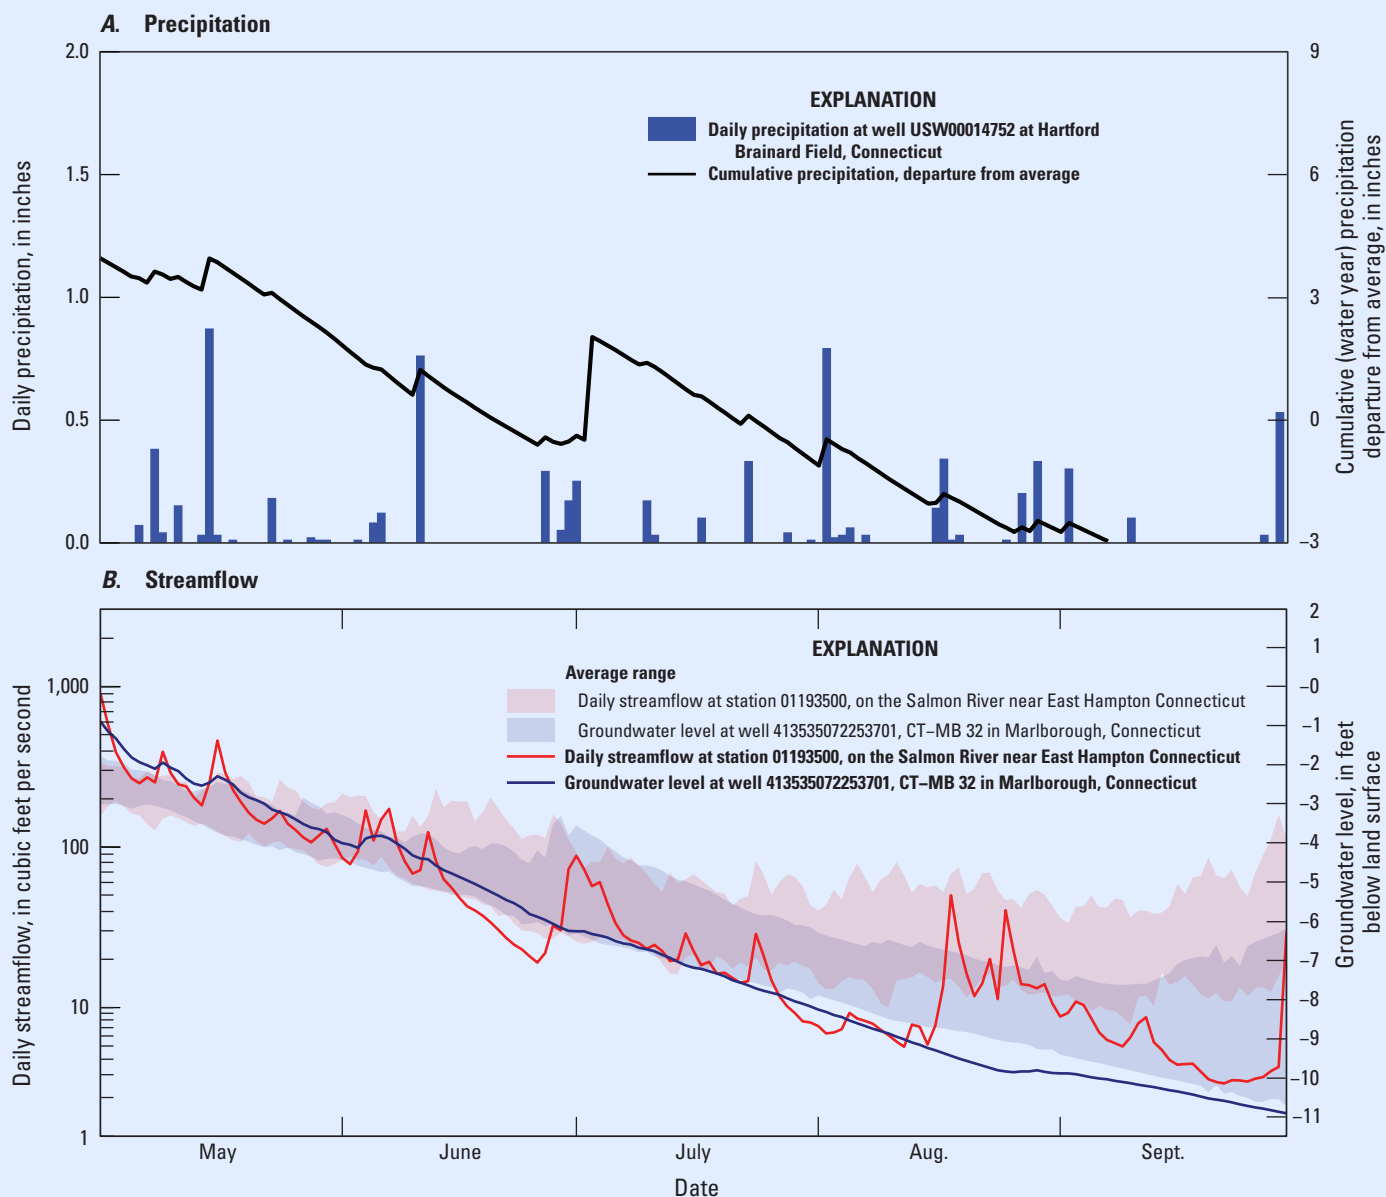 A. Precipitation
2.0
1.5
1.0
0.5
0.0
Daily precipitation, in inches
EXPLANATION
Daily precipitation at well USW00014752 at Hartford
Brainard Field, Connecticut
Cumulative precipitation, departure from average
9
6
3
0
–3
Cumulative (water year) precipitation
departure from average, in inches
B. Streamflow
1,000
100
10
1
Daily streamflow, in cubic feet per second
EXPLANATION
Average range
Daily streamflow at station 01193500, on the Salmon River near East Hampton Connecticut
Groundwater level at well 413535072253701, CT–MB 32 in Marlborough, Connecticut
Daily streamflow at station 01193500, on the Salmon River near East Hampton Connecticut
Groundwater level at well 413535072253701, CT–MB 32 in Marlborough, Connecticut
2
1
–0
–1
–2
–3
–4
–5
–6
–7
–8
–9
–10
–11
Groundwater level, in feet
below land surface
May
June
July
Aug.
Sept.
Date